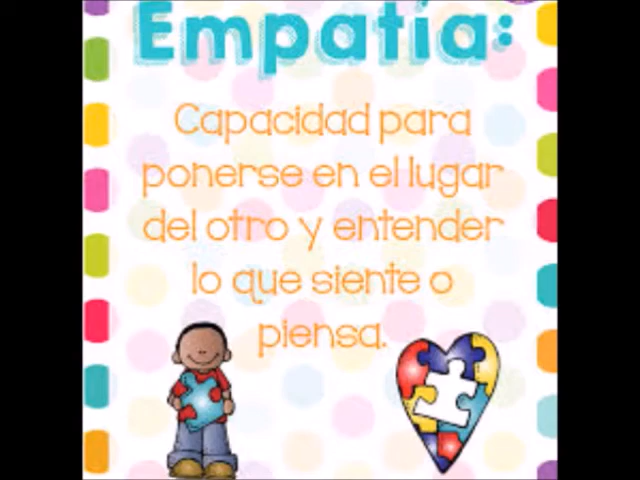 Empatía:
Capacidad para
ponerse en el lugar
del otro y entender
lo que siente o
piensa.